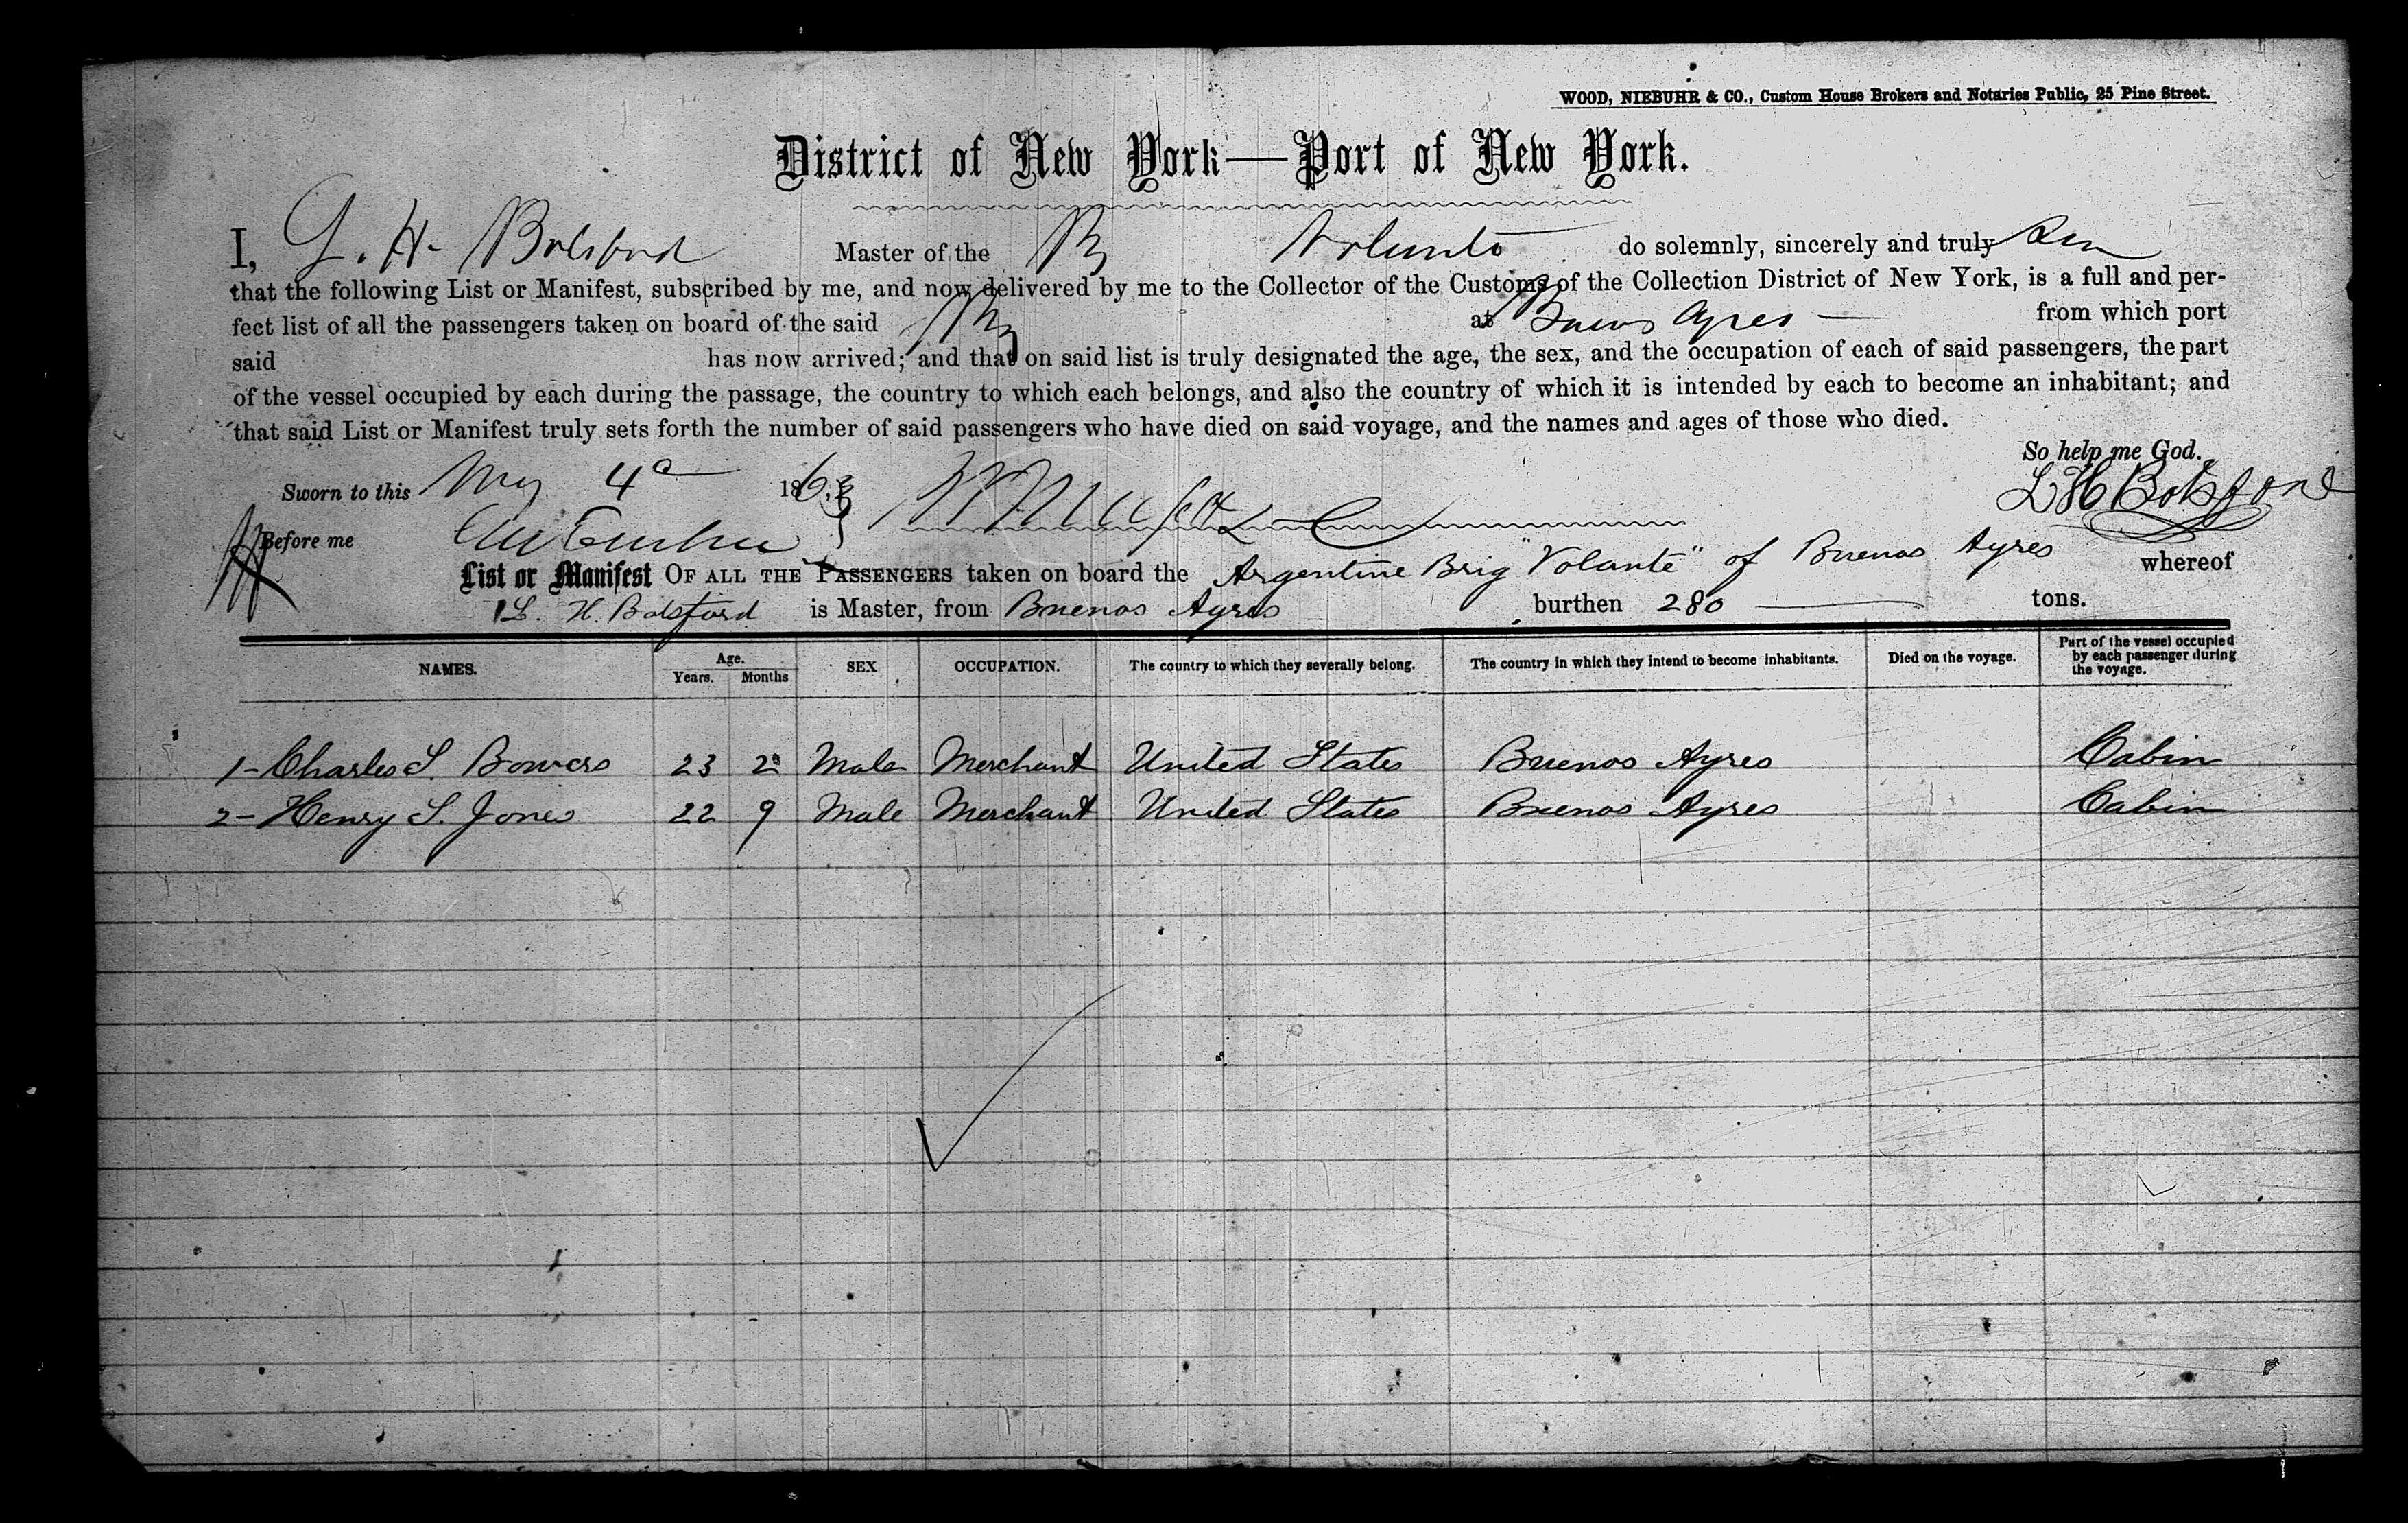 WOOD, NIEBUHR & CO., Custom House Brokers and Notaries Public, 25 Pine Street.
District of New York—Port of New York.
I, L. H. Botsford Master of the Bg Volante do solemnly, sincerely and truly
that the following List or Manifest, subscribed by me, and now delivered by me to the Collector of the Customs of the Collection District of New York, is a full and per-
fect list of all the passengers taken on board of the said Bg at Buenos Ayres — from which port
said has now arrived; and that on said list is truly designated the age, the sex, and the occupation of each of said passengers, the part
of the vessel occupied by each during the passage, the country to which each belongs, and also the country of which it is intended by each to become an inhabitant; and
that said List or Manifest truly sets forth the number of said passengers who have died on said voyage, and the names and ages of those who died.
So help me God.
Sworn to this May 4 1863 L H Botsford
Before me
List or Manifest OF ALL THE PASSENGERS taken on board the Argentine Brig "Volante" of Buenos Ayres whereof
L. H. Botsford is Master, from Buenos Ayres burthen 280 tons.
NAMES. Age. Years. Months SEX OCCUPATION. The country to which they severally belong. The country in which they intend to become inhabitants. Died on the voyage. Part of the vessel occupied by each passenger during the voyage.
1- Charles S. Bowers 23 2 Male Merchant United States Buenos Ayres Cabin
2- Henry S. Jones 22 9 Male Merchant United States Buenos Ayres Cabin